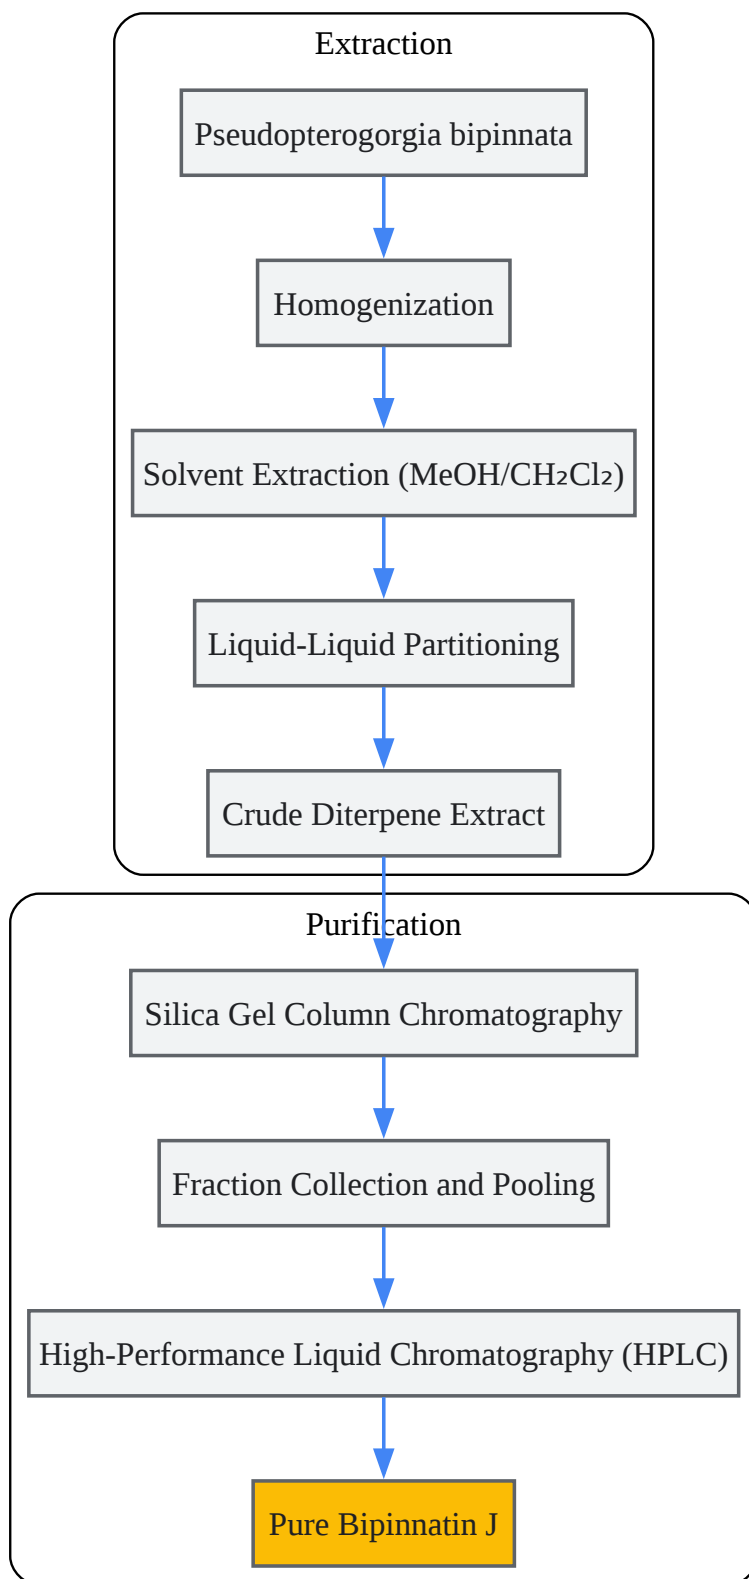 Extraction
Pseudopterogorgia bipinnata
Homogenization
Solvent Extraction (MeOH/CH₂Cl₂)
Liquid-Liquid Partitioning
Crude Diterpene Extract
Purification
Silica Gel Column Chromatography
Fraction Collection and Pooling
High-Performance Liquid Chromatography (HPLC)
Pure Bipinnatin J